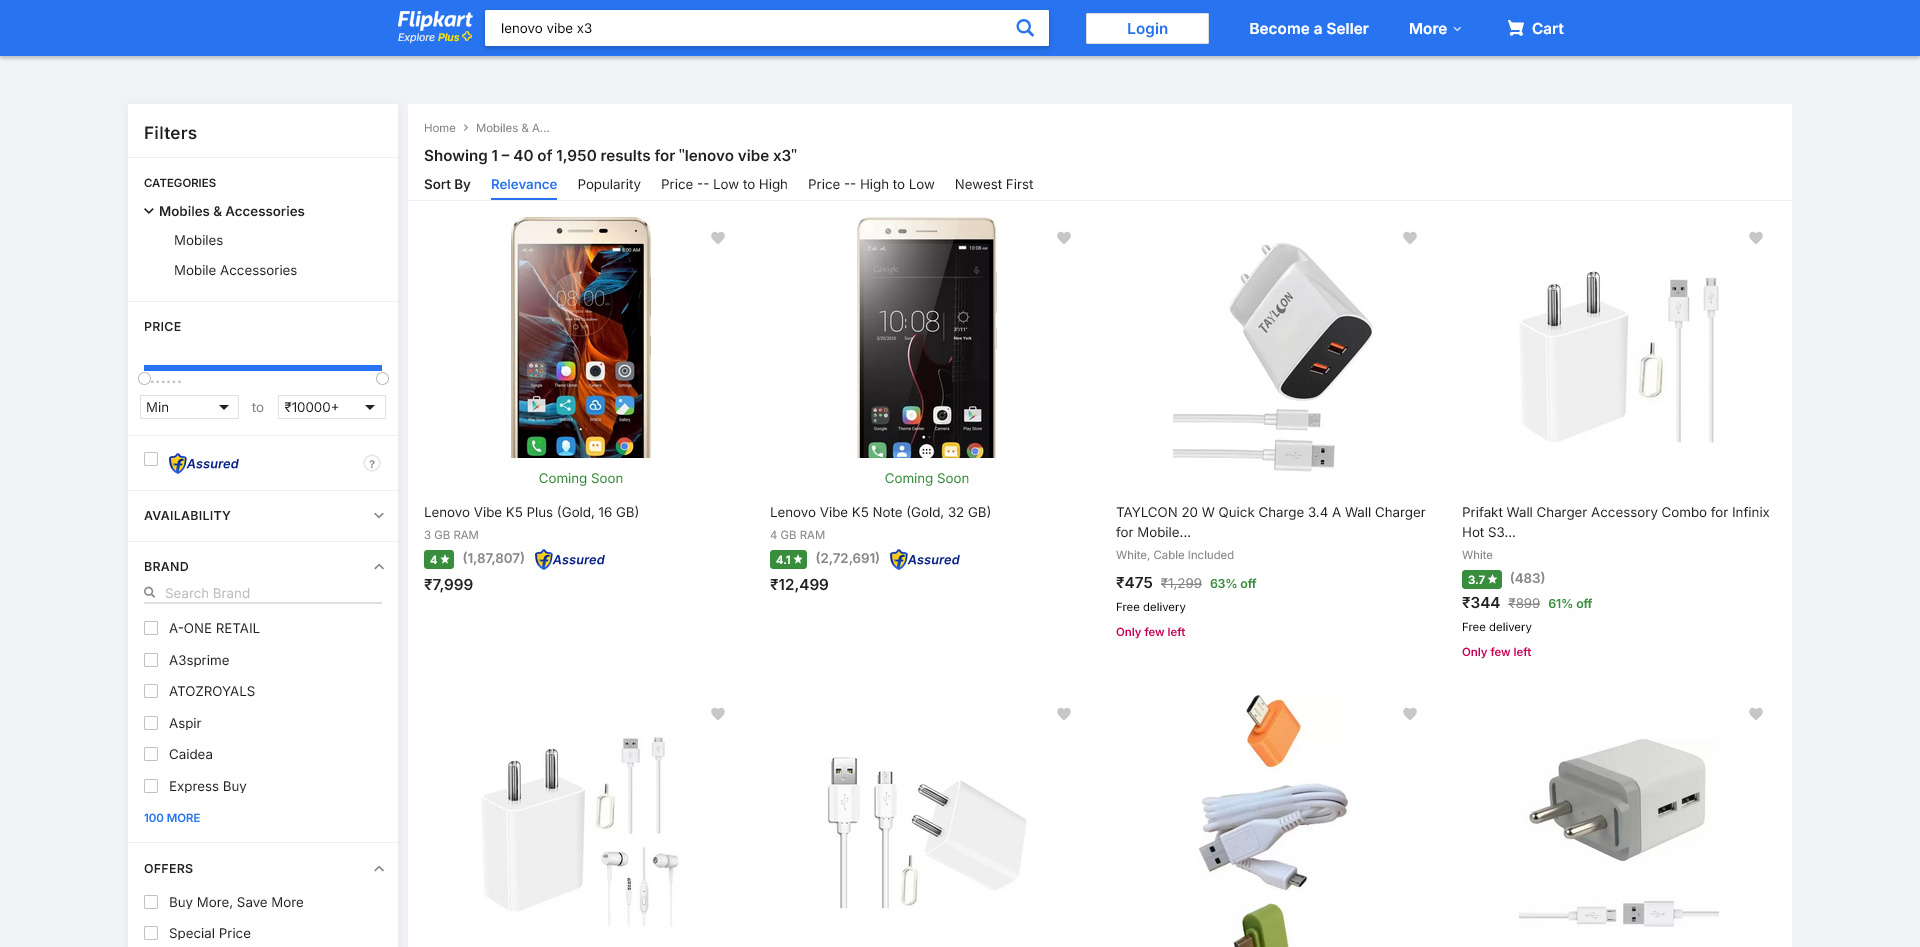 Flipkart
Explore Plus
lenovo vibe x3
Login
Become a Seller
More
Cart
Filters
CATEGORIES
Mobiles & Accessories
Mobiles
Mobile Accessories
PRICE
Min
to
₹10000+
Assured
?
AVAILABILITY
BRAND
Search Brand
A-ONE RETAIL
A3sprime
ATOZROYALS
Aspir
Caidea
Express Buy
100 MORE
OFFERS
Buy More, Save More
Special Price
Home
Mobiles & A...
Showing 1 – 40 of 1,950 results for "lenovo vibe x3"
Sort By
Relevance
Popularity
Price -- Low to High
Price -- High to Low
Newest First
08:00
Coming Soon
Lenovo Vibe K5 Plus (Gold, 16 GB)
3 GB RAM
4
(1,87,807)
Assured
₹7,999
Google
10:08
Coming Soon
Lenovo Vibe K5 Note (Gold, 32 GB)
4 GB RAM
4.1
(2,72,691)
Assured
₹12,499
TAYLCON
TAYLCON 20 W Quick Charge 3.4 A Wall Charger
for Mobile...
White, Cable Included
₹475 ₹1,299 63% off
Free delivery
Only few left
Prifakt Wall Charger Accessory Combo for Infinix
Hot S3...
White
3.7
(483)
₹344 ₹899 61% off
Free delivery
Only few left